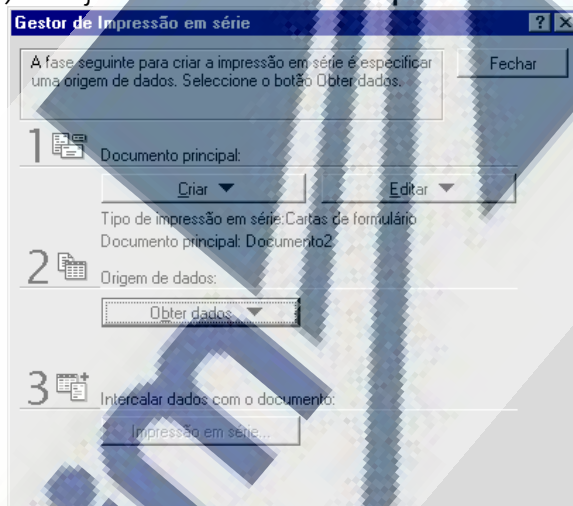 Gestor de Impressão em série
A fase seguinte para criar a impressão em série é especificar
uma origem de dados. Seleccione o botão Obter dados.
Fechar
1
Documento principal:
Criar
Editar
Tipo de impressão em série:Cartas de formulário
Documento principal: Documento2
2
Origem de dados:
Obter dados
3
Intercalar dados com o documento:
Impressão em série...